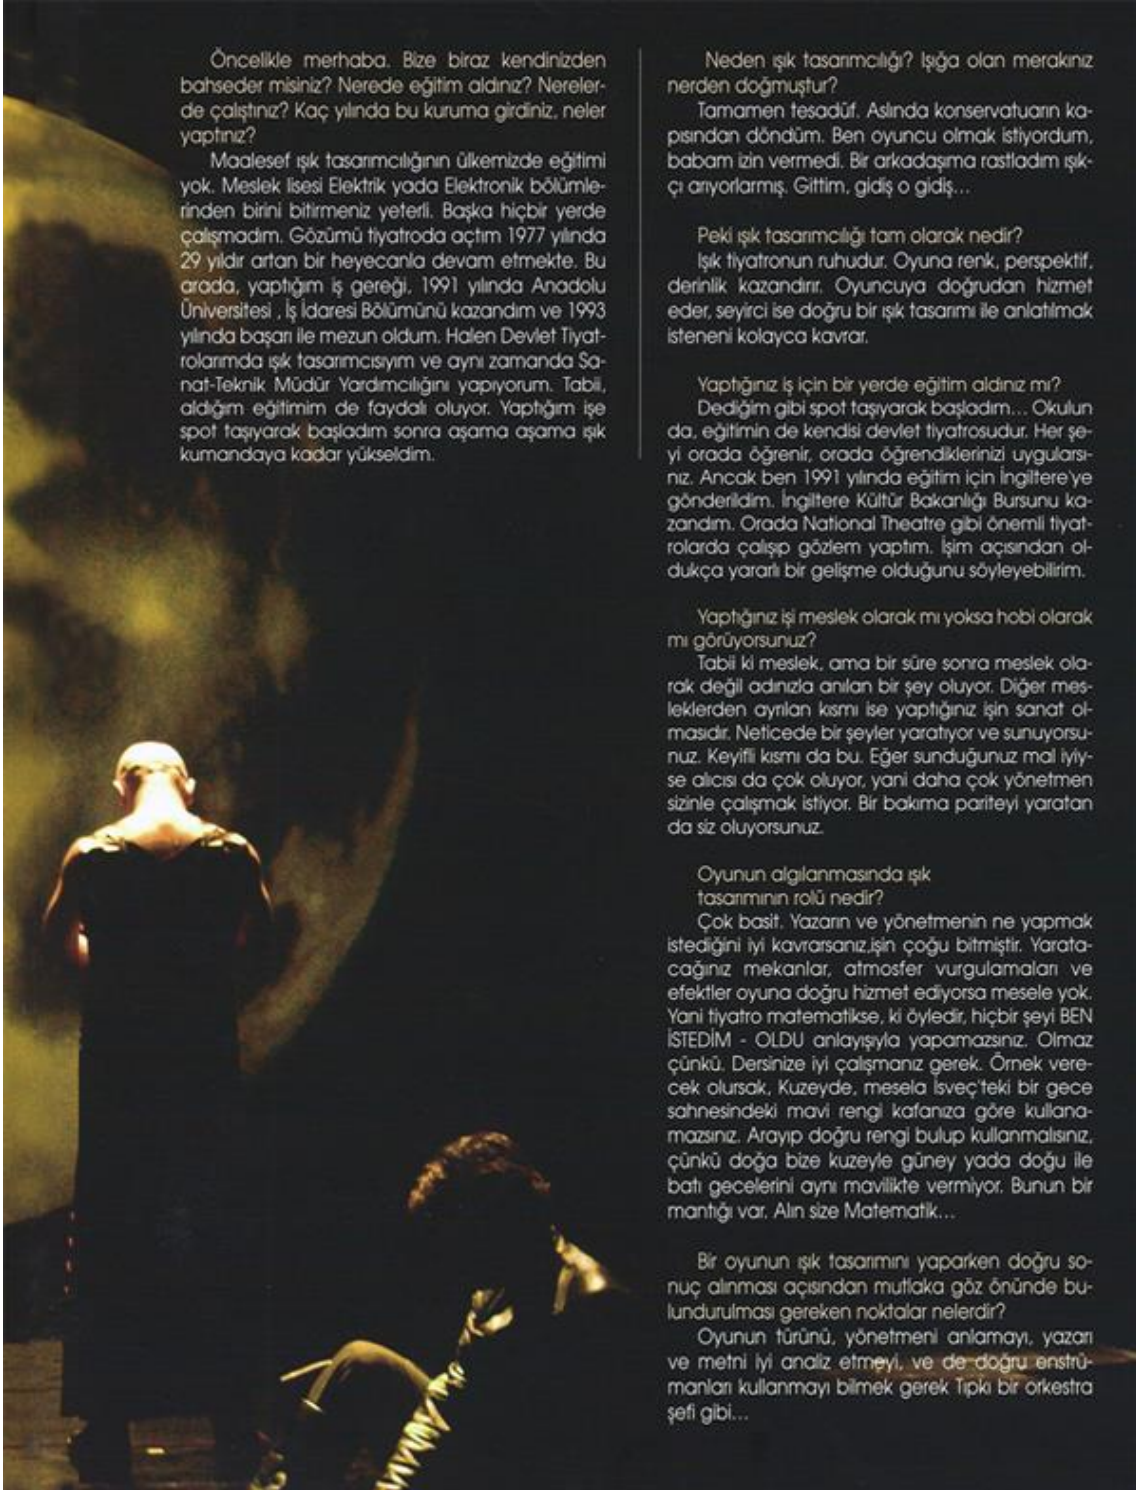 Öncelikle merhaba. Bize biraz kendinizden
bahseder misiniz? Nerede eğitim aldınız? Nereler-
de çalıştınız? Kaç yılında bu kuruma girdiniz, neler
yaptınız?
Maalesef ışık tasarımcılığının ülkemizde eğitimi
yok. Meslek lisesi Elektrik yada Elektronik bölümle-
rinden birini bitirmeniz yeterli. Başka hiçbir yerde
çalışmadım. Gözümü tiyatroda açtım 1977 yılında
29 yıldır artan bir heyecanla devam etmekte. Bu
arada, yaptığım iş gereği, 1991 yılında Anadolu
Üniversitesi , İş İdaresi Bölümünü kazandım ve 1993
yılında başarı ile mezun oldum. Halen Devlet Tiyat-
rolarımda ışık tasarımcısıyım ve aynı zamanda Sa-
nat-Teknik Müdür Yardımcılığını yapıyorum. Tabii,
aldığım eğitimim de faydalı oluyor. Yaptığım işe
spot taşıyarak başladım sonra aşama aşama ışık
kumandaya kadar yükseldim.
Neden ışık tasarımcılığı? Işığa olan merakınız
nerden doğmuştur?
Tamamen tesadüf. Aslında konservatuarın ka-
pısından döndüm. Ben oyuncu olmak istiyordum,
babam izin vermedi. Bir arkadaşıma rastladım ışık-
çı arıyorlarmış. Gittim, gidiş o gidiş...
Peki ışık tasarımcılığı tam olarak nedir?
Işık tiyatronun ruhudur. Oyuna renk, perspektif,
derinlik kazandırır. Oyuncuya doğrudan hizmet
eder, seyirci ise doğru bir ışık tasarımı ile anlatılmak
isteneni kolayca kavrar.
Yaptığınız iş için bir yerde eğitim aldınız mı?
Dediğim gibi spot taşıyarak başladım... Okulun
da, eğitimin de kendisi devlet tiyatrosudur. Her şe-
yi orada öğrenir, orada öğrendiklerinizi uygularsı-
nız. Ancak ben 1991 yılında eğitim için İngiltere'ye
gönderildim. İngiltere Kültür Bakanlığı Bursunu ka-
zandım. Orada National Theatre gibi önemli tiyat-
rolarda çalışıp gözlem yaptım. İşim açısından ol-
dukça yararlı bir gelişme olduğunu söyleyebilirim.
Yaptığınız işi meslek olarak mı yoksa hobi olarak
mı görüyorsunuz?
Tabii ki meslek, ama bir süre sonra meslek ola-
rak değil adınızla anılan bir şey oluyor. Diğer mes-
leklerden ayrılan kısmı ise yaptığınız işin sanat ol-
masıdır. Neticede bir şeyler yaratıyor ve sunuyorsu-
nuz. Keyifli kısmı da bu. Eğer sunduğunuz mal iyiy-
se alıcısı da çok oluyor, yani daha çok yönetmen
sizinle çalışmak istiyor. Bir bakıma pariteyi yaratan
da siz oluyorsunuz.
Oyunun algılanmasında ışık
tasarımının rolü nedir?
Çok basit. Yazarın ve yönetmenin ne yapmak
istediğini iyi kavrarsanız,işin çoğu bitmiştir. Yarata-
cağınız mekanlar, atmosfer vurgulamaları ve
efektler oyuna doğru hizmet ediyorsa mesele yok.
Yani tiyatro matematikse, ki öyledir, hiçbir şeyi BEN
İSTEDİM - OLDU anlayışıyla yapamazsınız. Olmaz
çünkü. Dersinize iyi çalışmanız gerek. Örnek vere-
cek olursak, Kuzeyde, mesela İsveç'teki bir gece
sahnesindeki mavi rengi kafanıza göre kullana-
mazsınız. Arayıp doğru rengi bulup kullanmalısınız,
çünkü doğa bize kuzeyle güney yada doğu ile
batı gecelerini aynı mavilikte vermiyor. Bunun bir
mantığı var. Alın size Matematik...
Bir oyunun ışık tasarımını yaparken doğru so-
nuç alınması açısından mutlaka göz önünde bu-
lundurulması gereken noktalar nelerdir?
Oyunun türünü, yönetmeni anlamayı, yazarı
ve metni iyi analiz etmeyi, ve de doğru enstrü-
manları kullanmayı bilmek gerek Tıpkı bir orkestra
şefi gibi...